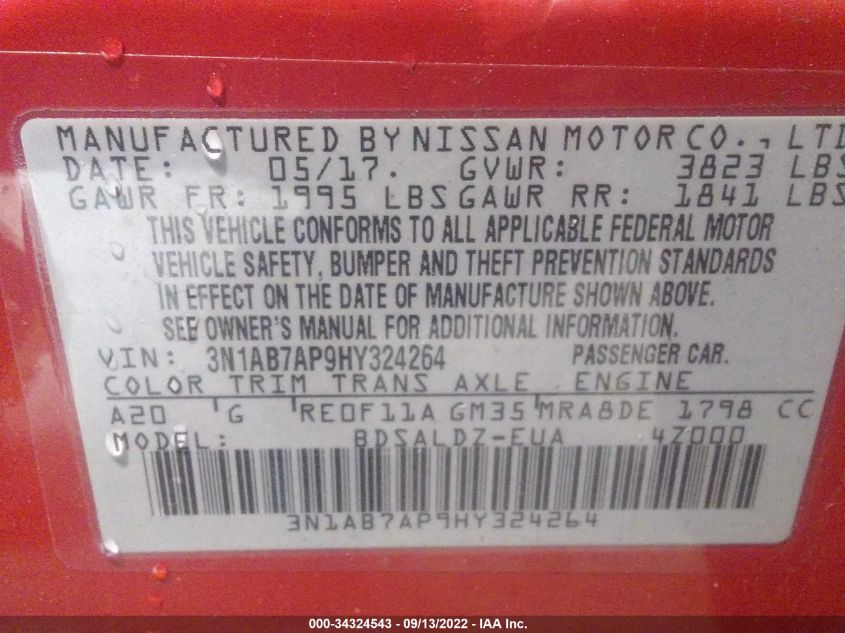 MANUFACTURED BY NISSAN MOTOR CO., LTD
DATE: 05/17. GVWR: 3823 LBS
GAWR FR: 1995 LBS GAWR RR: 1841 LBS
THIS VEHICLE CONFORMS TO ALL APPLICABLE FEDERAL MOTOR
VEHICLE SAFETY, BUMPER AND THEFT PREVENTION STANDARDS
IN EFFECT ON THE DATE OF MANUFACTURE SHOWN ABOVE.
SEE OWNER'S MANUAL FOR ADDITIONAL INFORMATION.
VIN: 3N1AB7AP9HY324264 PASSENGER CAR.
COLOR TRIM TRANS AXLE ENGINE
A20 G RE0F11A GM35 MRA8DE 1798 CC
MODEL: BDSALDZ-EUA 4Z000
3N1AB7AP9HY324264
000-34324543 - 09/13/2022 - IAA Inc.